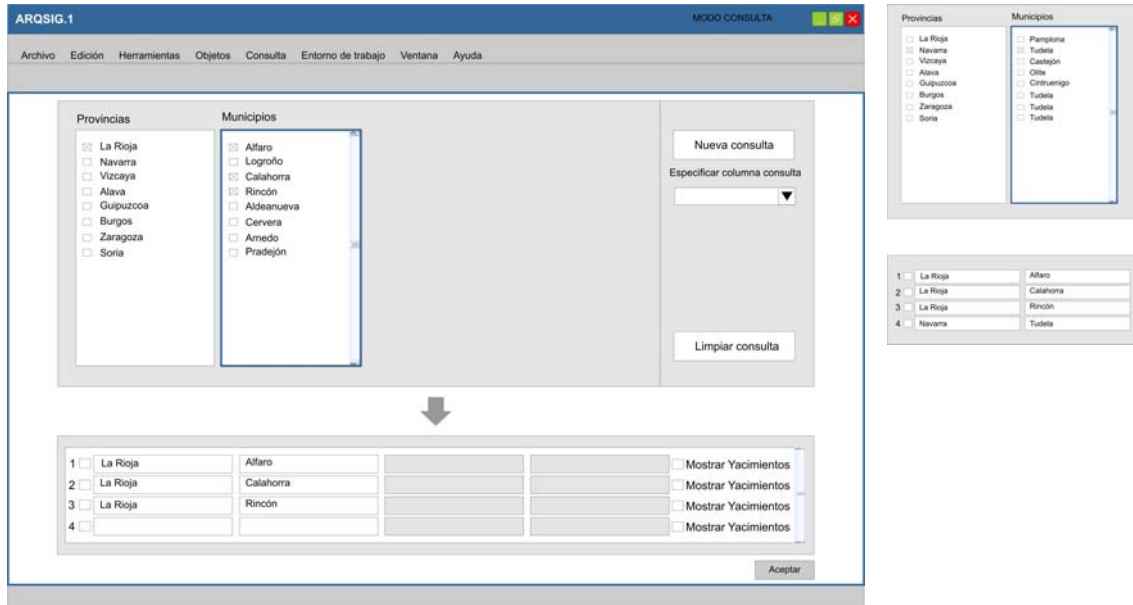 ARQSIG.1 MODO CONSULTA
Archivo Edición Herramientas Objetos Consulta Entorno de trabajo Ventana Ayuda
Provincias Municipios
La Rioja Alfaro
Navarra Logroño
Vizcaya Calahorra
Alava Rincón
Guipuzcoa Aldeanueva
Burgos Cervera
Zaragoza Arnedo
Soria Pradejón
Nueva consulta
Especificar columna consulta
Limpiar consulta
1 La Rioja Alfaro Mostrar Yacimientos
2 La Rioja Calahorra Mostrar Yacimientos
3 La Rioja Rincón Mostrar Yacimientos
4 Mostrar Yacimientos
Aceptar
Provincias Municipios
La Rioja Pamplona
Navarra Tudela
Vizcaya Castejón
Alava Olite
Guipuzcoa Cintruenigo
Burgos Tudela
Zaragoza Tudela
Soria Tudela
1 La Rioja Alfaro
2 La Rioja Calahorra
3 La Rioja Rincón
4 Navarra Tudela